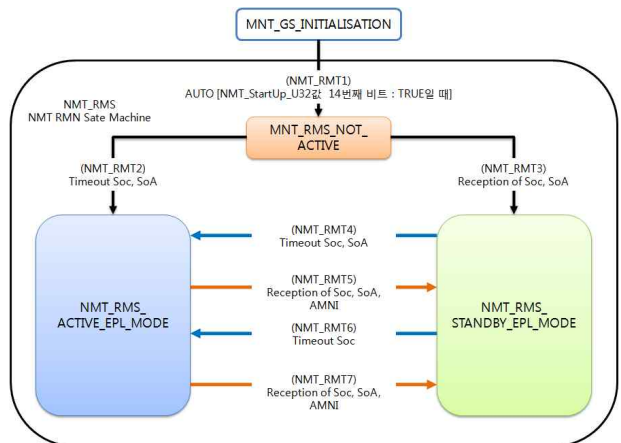 MNT_GS_INITIALISATION
(NMT_RMT1)
AUTO [NMT_StartUp_U32값 14번째 비트 : TRUE일 때]
NMT_RMS
NMT RMN Sate Machine
MNT_RMS_NOT_
ACTIVE
(NMT_RMT2)
Timeout Soc, SoA
(NMT_RMT3)
Reception of Soc, SoA
(NMT_RMT4)
Timeout Soc, SoA
(NMT_RMT5)
Reception of Soc, SoA,
AMNI
NMT_RMS_
ACTIVE_EPL_MODE
NMT_RMS_
STANDBY_EPL_MODE
(NMT_RMT6)
Timeout Soc
(NMT_RMT7)
Reception of Soc, SoA,
AMNI